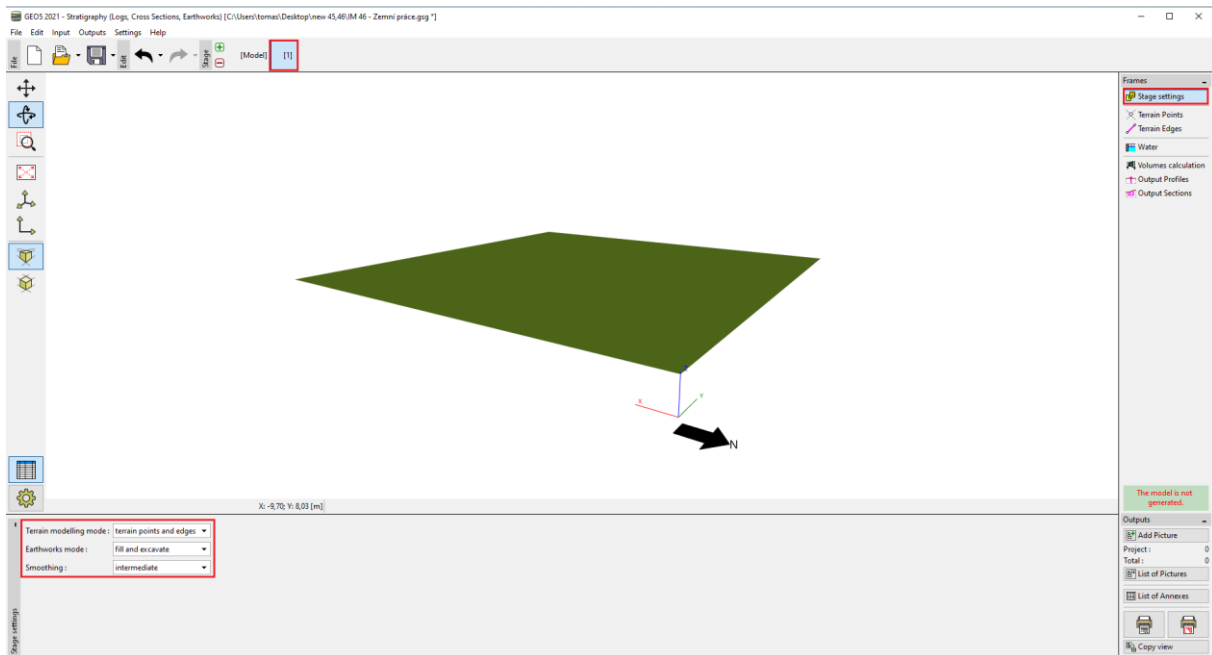 GEO5 2021 - Stratigraphy (Logs, Cross Sections, Earthworks) [C:\Users\tomas\Desktop\new 45,46\IM 46 - Zemní práce.gsg *]
File Edit Input Outputs Settings Help
File
Edit
Stage
[Model] [1]
Frames
Stage settings
Terrain Points
Terrain Edges
Water
Volumes calculation
Output Profiles
Output Sections
x
Y
N
X: -9,70; Y: 8,03 [m]
The model is not
generated.
Terrain modelling mode : terrain points and edges
Earthworks mode : fill and excavate
Smoothing : intermediate
Stage settings
Outputs
Add Picture
Project : 0
Total : 0
List of Pictures
List of Annexes
Copy view